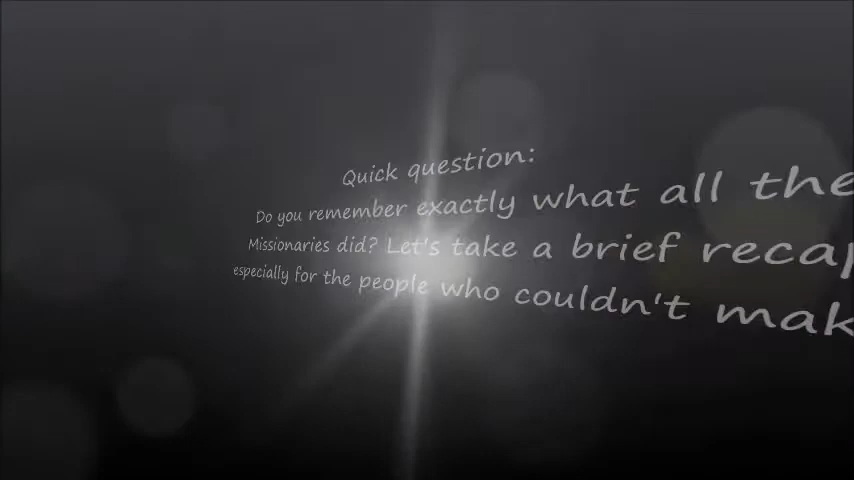 Quick question:
Do you remember exactly what all the
Missionaries did? Let's take a brief recap
especially for the people who couldn't mak